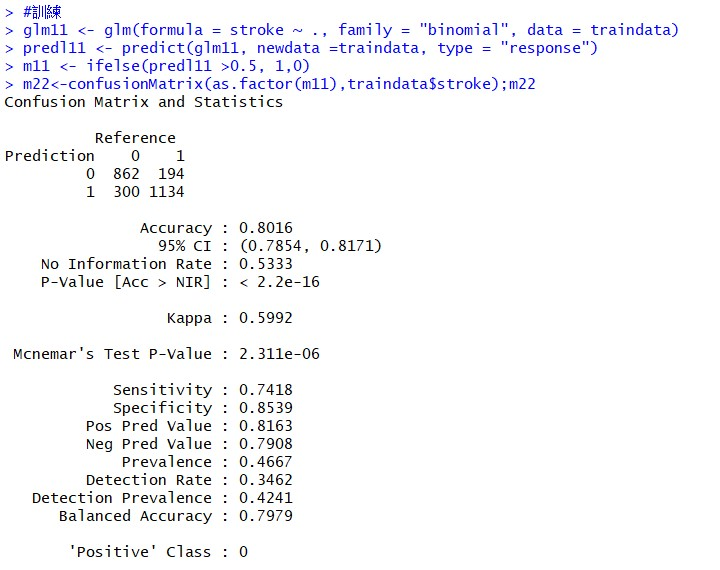 > #訓練
> glm11 <- glm(formula = stroke ~ ., family = "binomial", data = traindata)
> predl11 <- predict(glm11, newdata =traindata, type = "response")
> m11 <- ifelse(predl11 >0.5, 1,0)
> m22<-confusionMatrix(as.factor(m11),traindata$stroke);m22
Confusion Matrix and Statistics
Reference
Prediction 0 1
0 862 194
1 300 1134
Accuracy : 0.8016
95% CI : (0.7854, 0.8171)
No Information Rate : 0.5333
P-Value [Acc > NIR] : < 2.2e-16
Kappa : 0.5992
Mcnemar's Test P-Value : 2.311e-06
Sensitivity : 0.7418
Specificity : 0.8539
Pos Pred Value : 0.8163
Neg Pred Value : 0.7908
Prevalence : 0.4667
Detection Rate : 0.3462
Detection Prevalence : 0.4241
Balanced Accuracy : 0.7979
'Positive' Class : 0